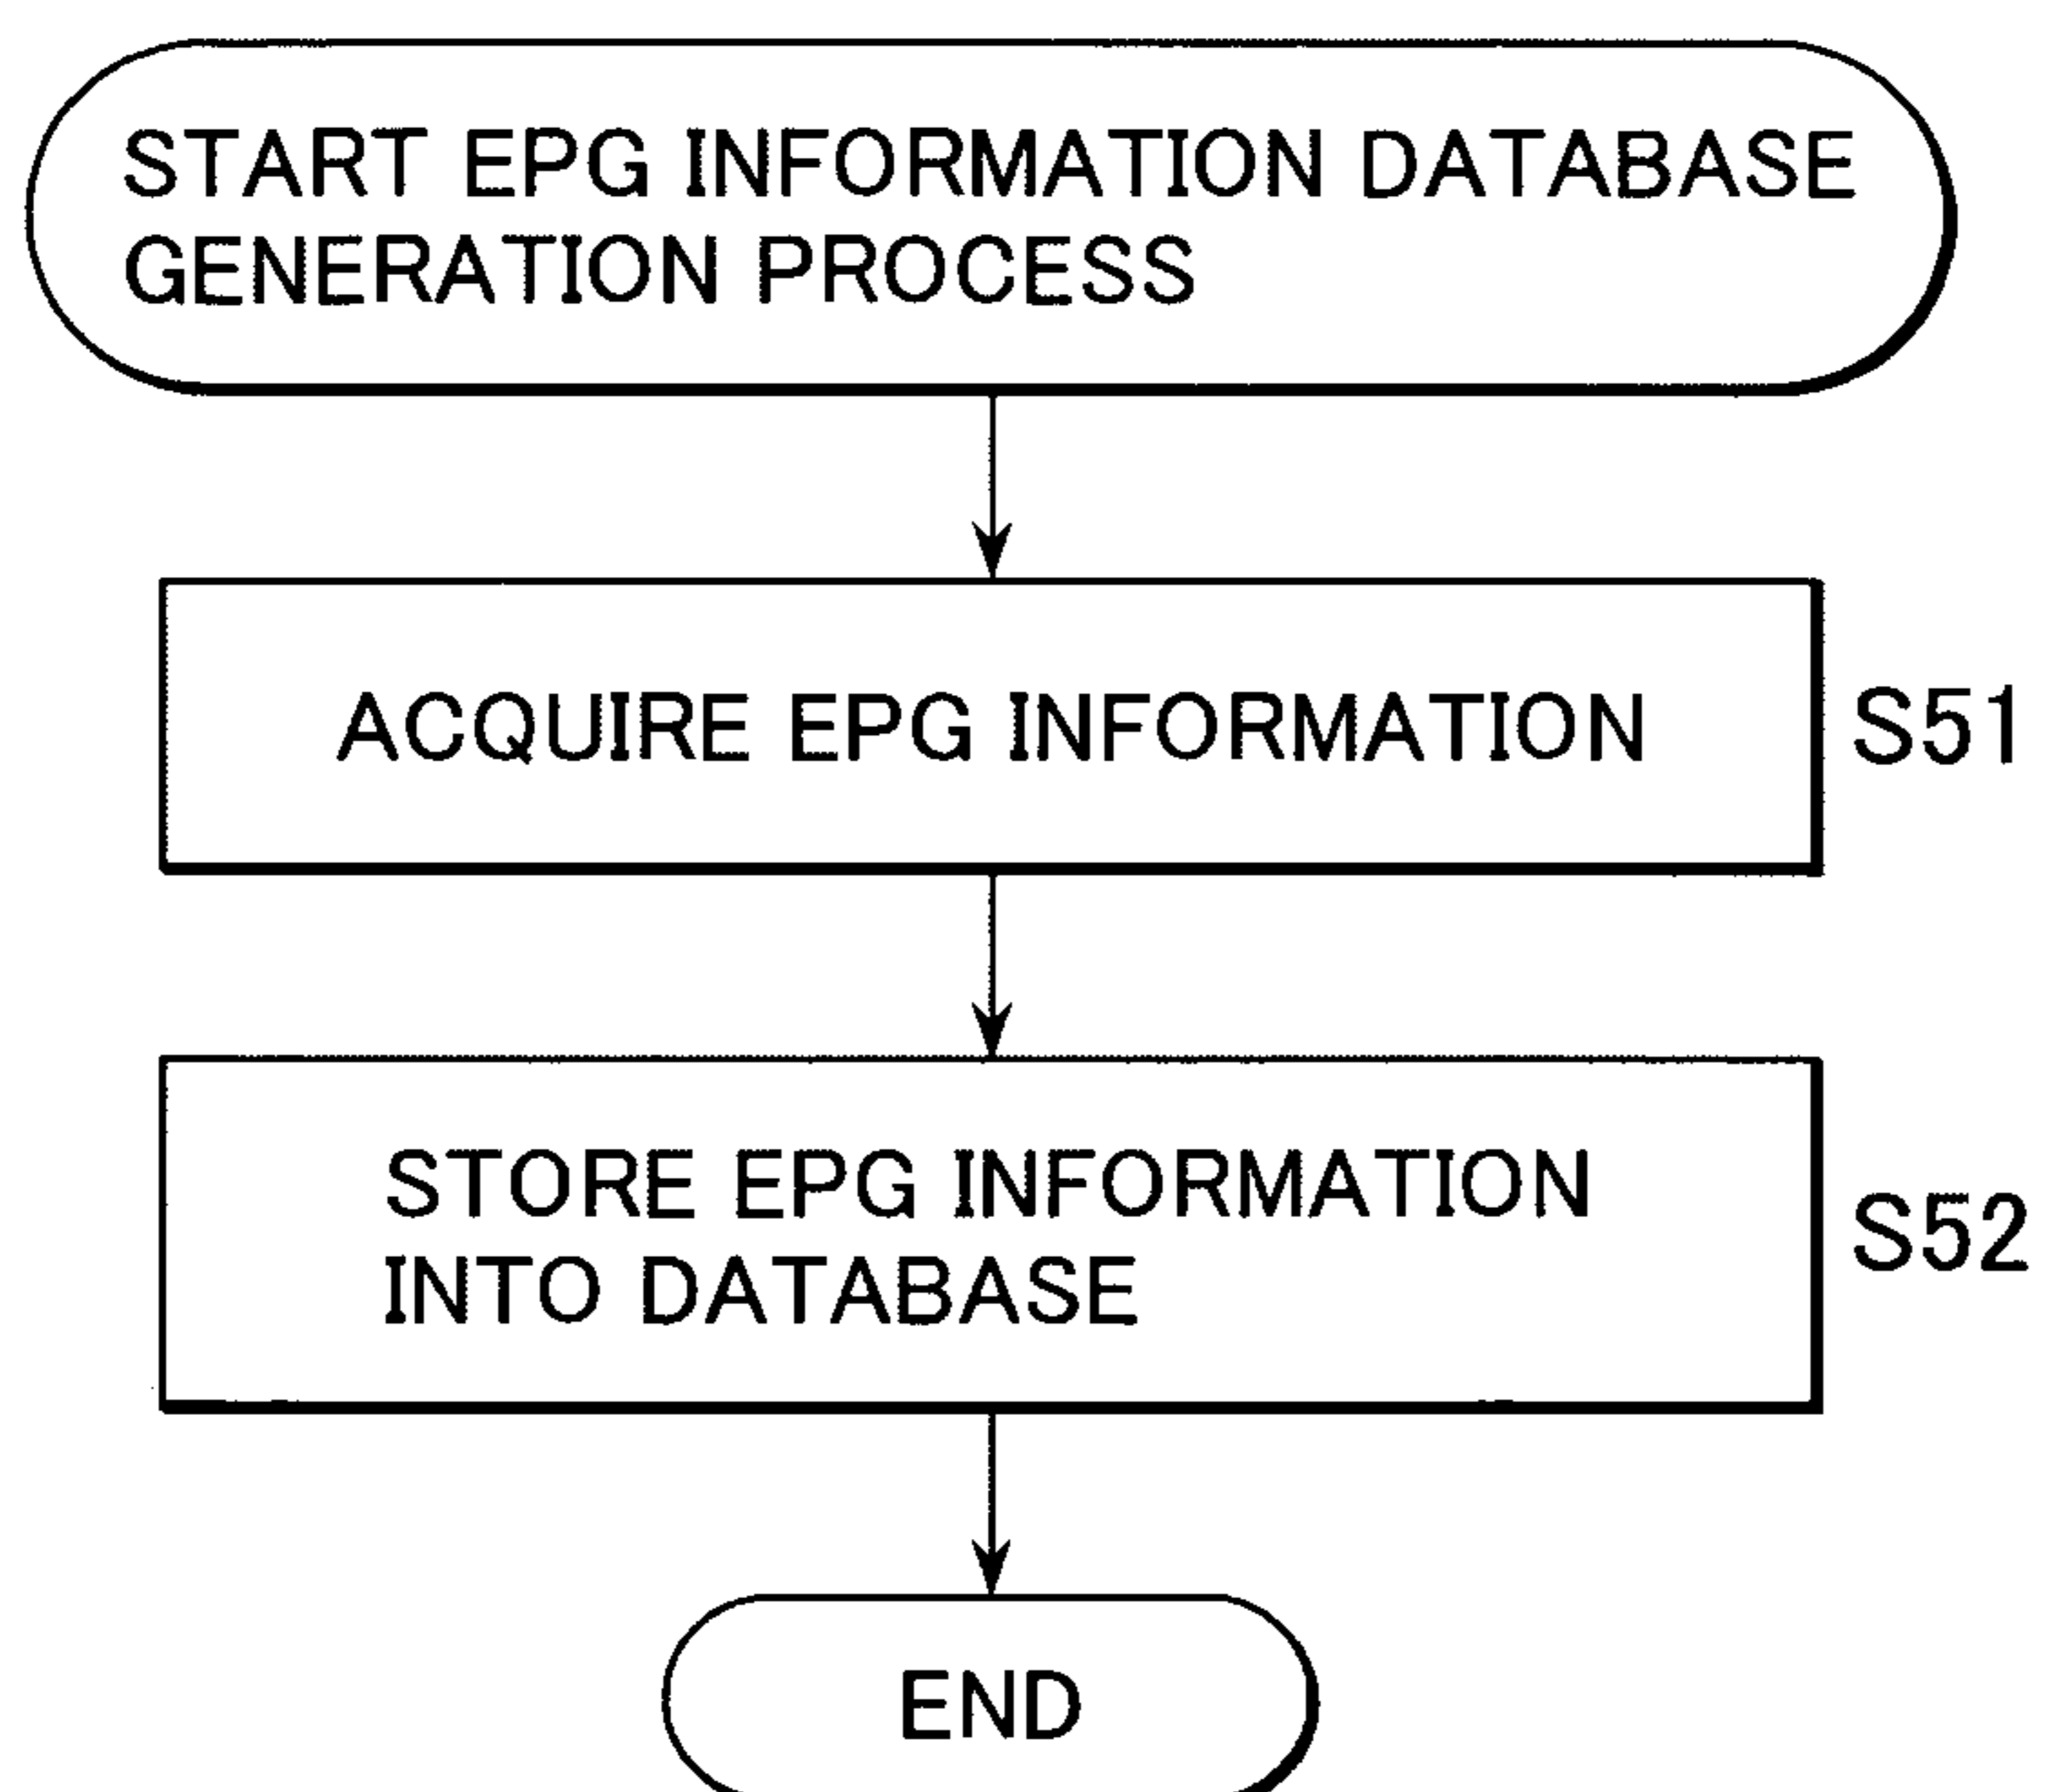 START EPG INFORMATION DATABASE
GENERATION PROCESS
ACQUIRE EPG INFORMATION
S51
STORE EPG INFORMATION
INTO DATABASE
S52
END